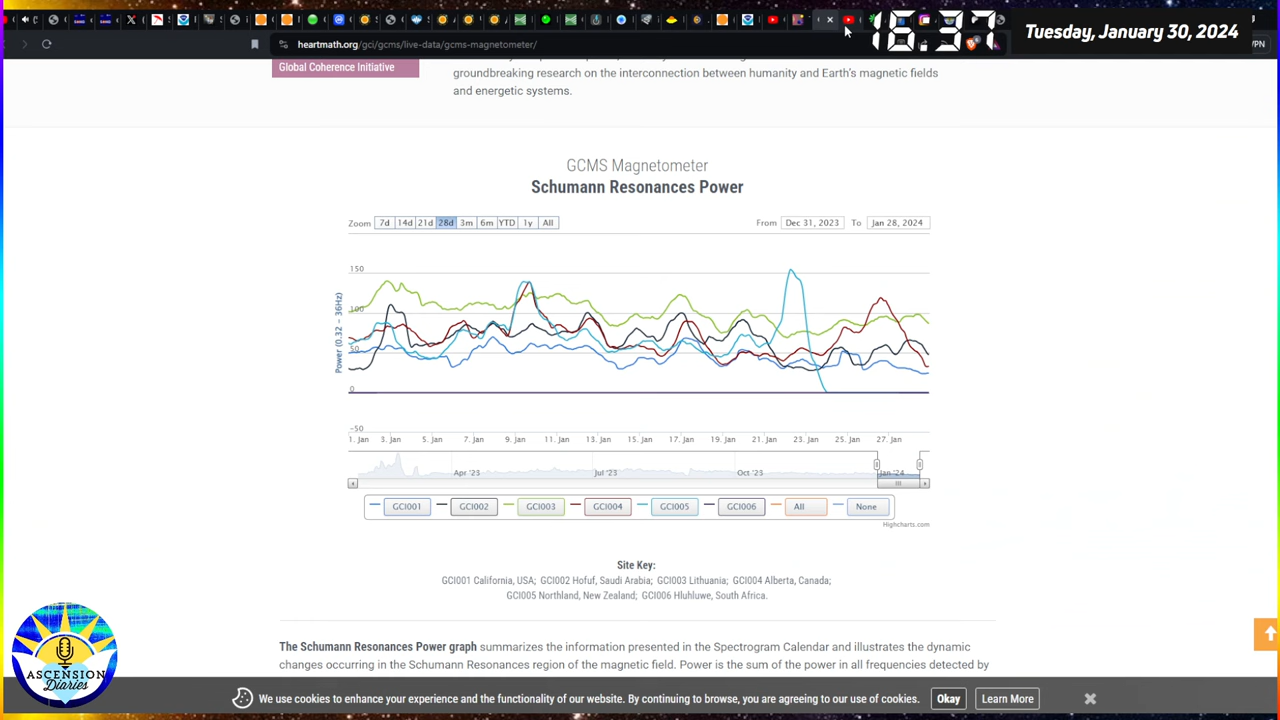 16:37
Tuesday, January 30, 2024
heartmath.org/gci/gcms/live-data/gcms-magnetometer/
VPN
Global Coherence Initiative
groundbreaking research on the interconnection between humanity and Earth's magnetic fields
and energetic systems.
GCMS Magnetometer
Schumann Resonances Power
Zoom 7d 14d 21d 28d 3m 6m YTD 1y All
From Dec 31, 2023 To Jan 28, 2024
Power (0.32 – 36Hz)
150
100
50
0
−50
1. Jan 3. Jan 5. Jan 7. Jan 9. Jan 11. Jan 13. Jan 15. Jan 17. Jan 19. Jan 21. Jan 23. Jan 25. Jan 27. Jan
Apr '23 Jul '23 Oct '23 Jan '24
GCI001 GCI002 GCI003 GCI004 GCI005 GCI006 All None
Highcharts.com
Site Key:
GCI001 California, USA; GCI002 Hofuf, Saudi Arabia; GCI003 Lithuania; GCI004 Alberta, Canada;
GCI005 Northland, New Zealand; GCI006 Hluhluwe, South Africa.
The Schumann Resonances Power graph summarizes the information presented in the Spectrogram Calendar and illustrates the dynamic
changes occurring in the Schumann Resonances region of the magnetic field. Power is the sum of the power in all frequencies detected by
We use cookies to enhance your experience and the functionality of our website. By continuing to browse, you are agreeing to our use of cookies. Okay Learn More
ASCENSION
Diaries